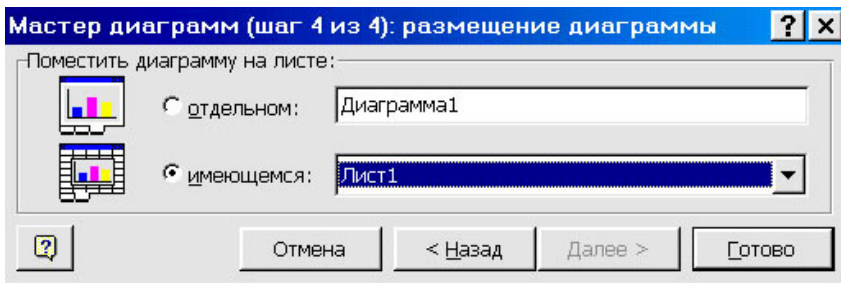 Мастер диаграмм (шаг 4 из 4): размещение диаграммы
Поместить диаграмму на листе:
отдельном: Диаграмма1
имеющемся: Лист1
Отмена < Назад Далее > Готово